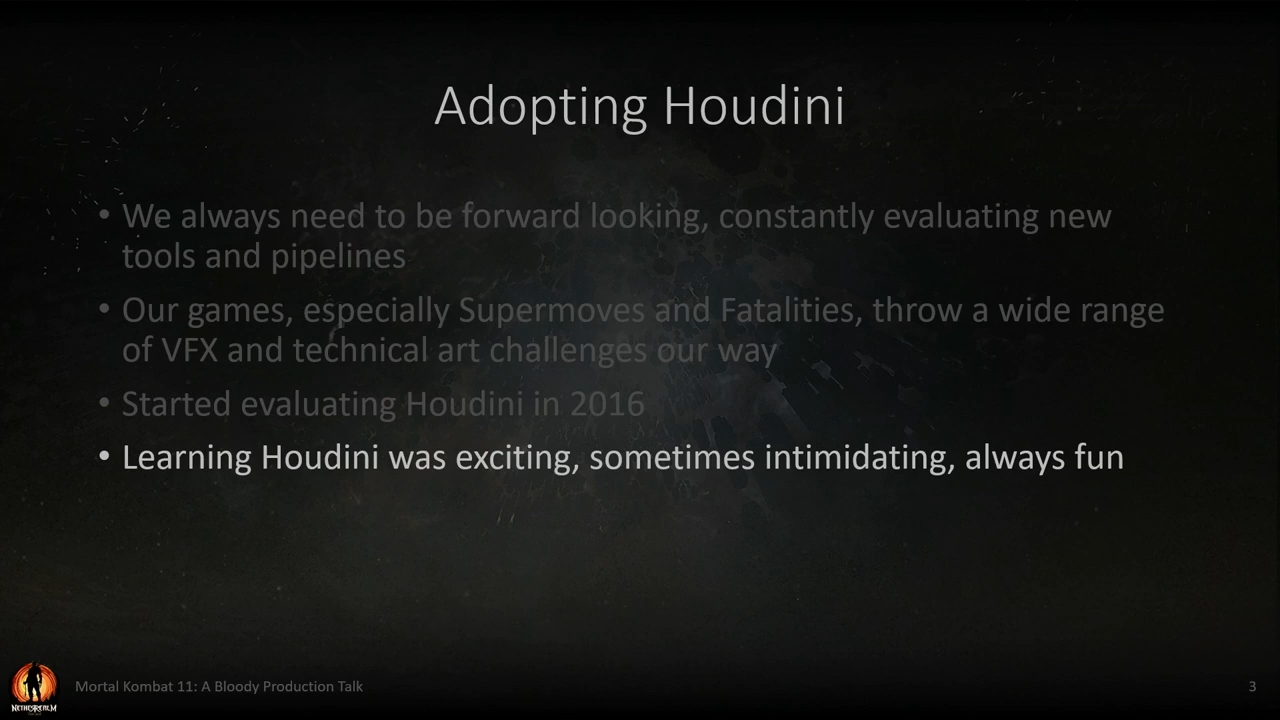 Adopting Houdini
• We always need to be forward looking, constantly evaluating new
tools and pipelines
• Our games, especially Supermoves and Fatalities, throw a wide range
of VFX and technical art challenges our way
• Started evaluating Houdini in 2016
• Learning Houdini was exciting, sometimes intimidating, always fun
NETHERREALM
Mortal Kombat 11: A Bloody Production Talk
3